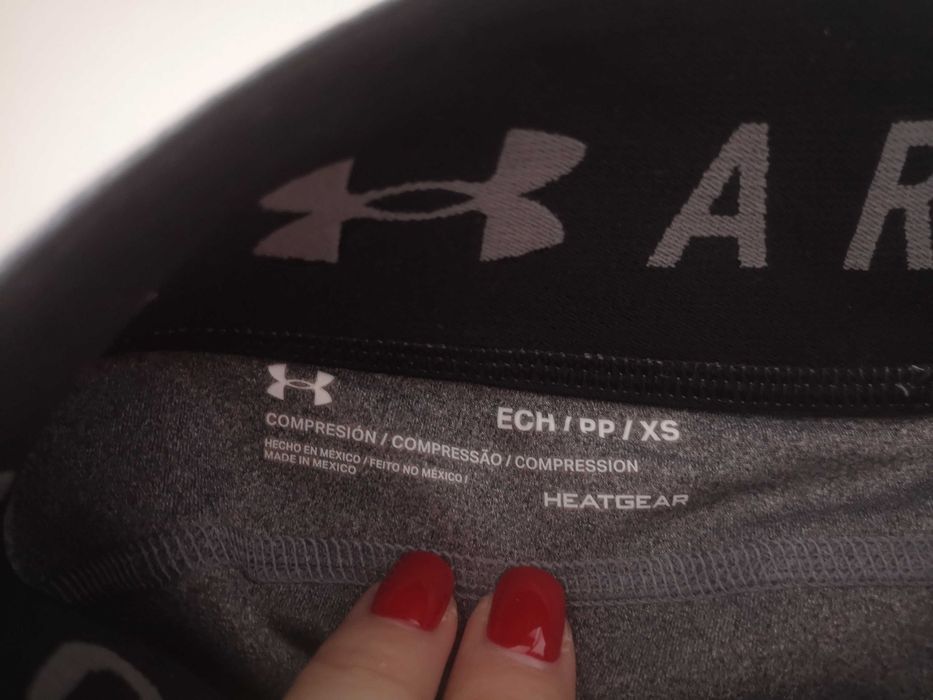 AR
ECH / PP / XS
COMPRESIÓN / COMPRESSÃO / COMPRESSION
HECHO EN MÉXICO / FEITO NO MÉXICO /
MADE IN MEXICO
HEATGEAR